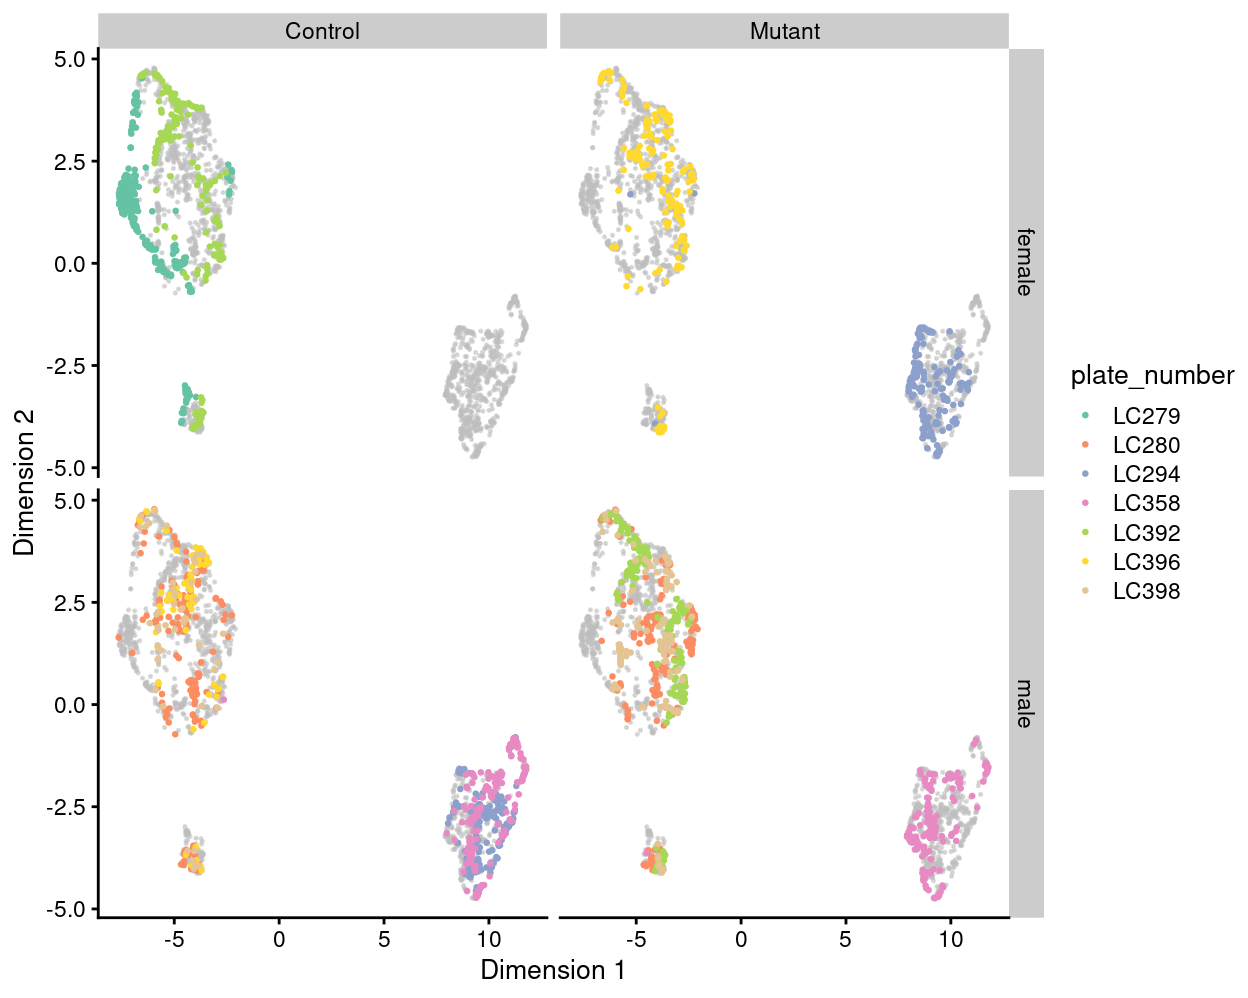 Control
Mutant
5.0
2.5
0.0
-2.5
-5.0
female
5.0
2.5
0.0
-2.5
-5.0
male
-5
0
5
10
-5
0
5
10
Dimension 1
Dimension 2
plate_number
LC279
LC280
LC294
LC358
LC392
LC396
LC398